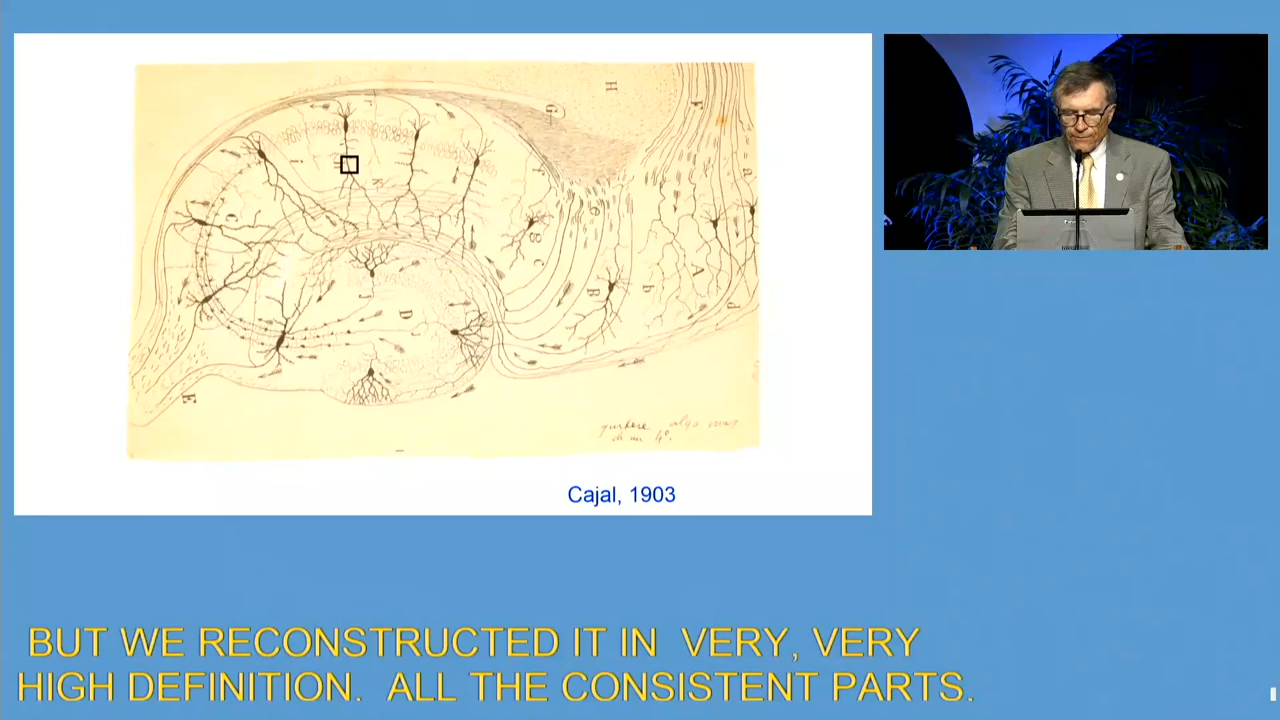 H
G
r
F
a
i
C
B
C
e
B
b
A
d
J
D
E
Cajal, 1903
BUT WE RECONSTRUCTED IT IN VERY, VERY
HIGH DEFINITION. ALL THE CONSISTENT PARTS.